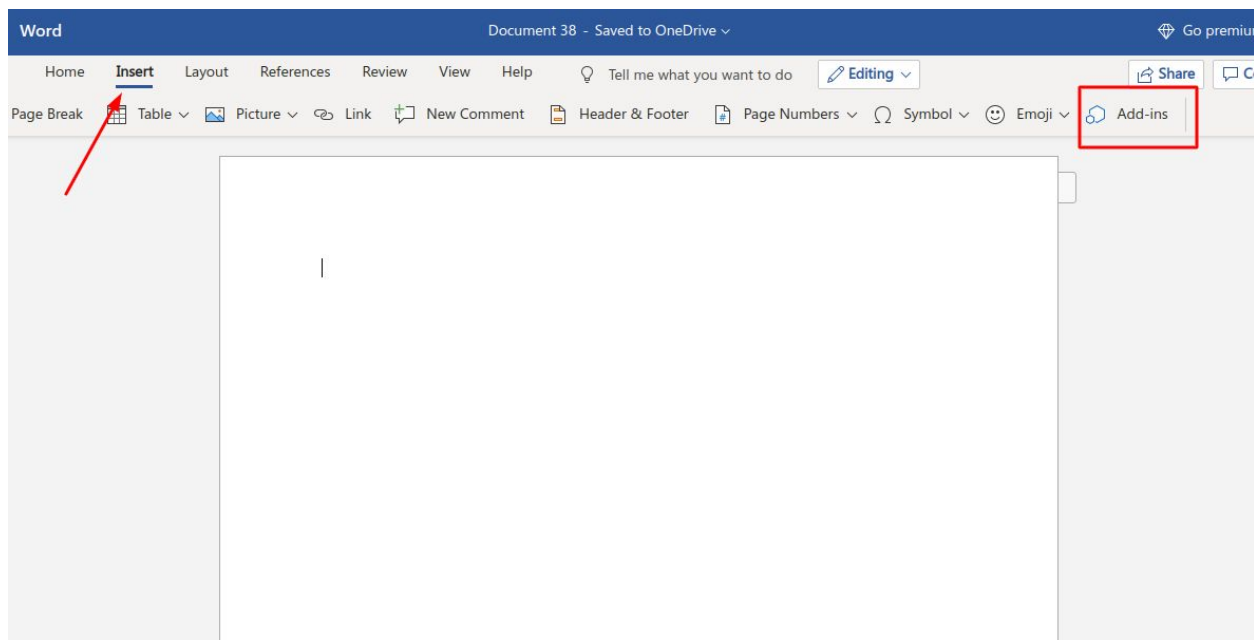 Word Document 38 - Saved to OneDrive Go premiu
Home Insert Layout References Review View Help Tell me what you want to do Editing Share C
Page Break Table Picture Link New Comment Header & Footer Page Numbers Symbol Emoji Add-ins